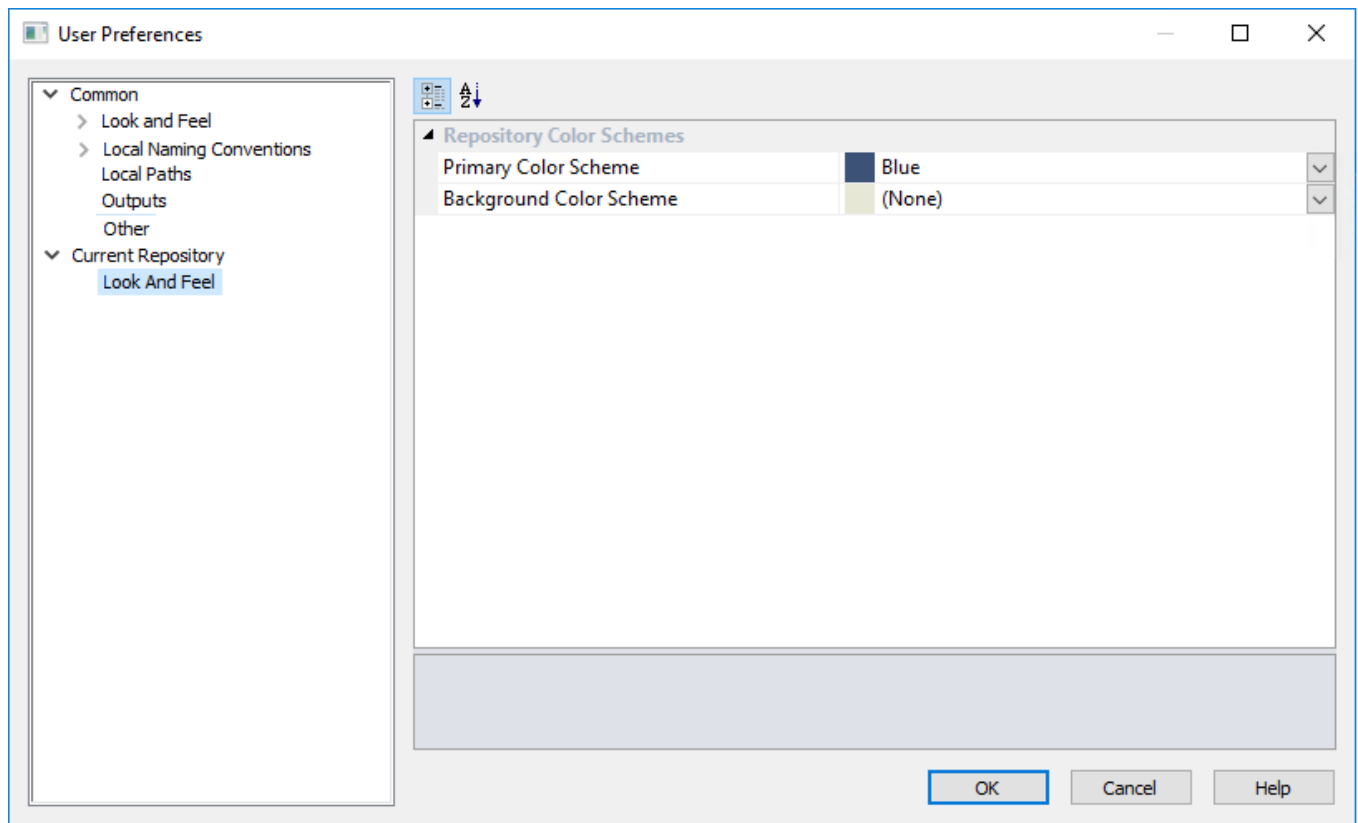 User Preferences
Common
Look and Feel
Local Naming Conventions
Local Paths
Outputs
Other
Current Repository
Look And Feel
A
Z
Repository Color Schemes
Primary Color Scheme Blue
Background Color Scheme (None)
OK Cancel Help